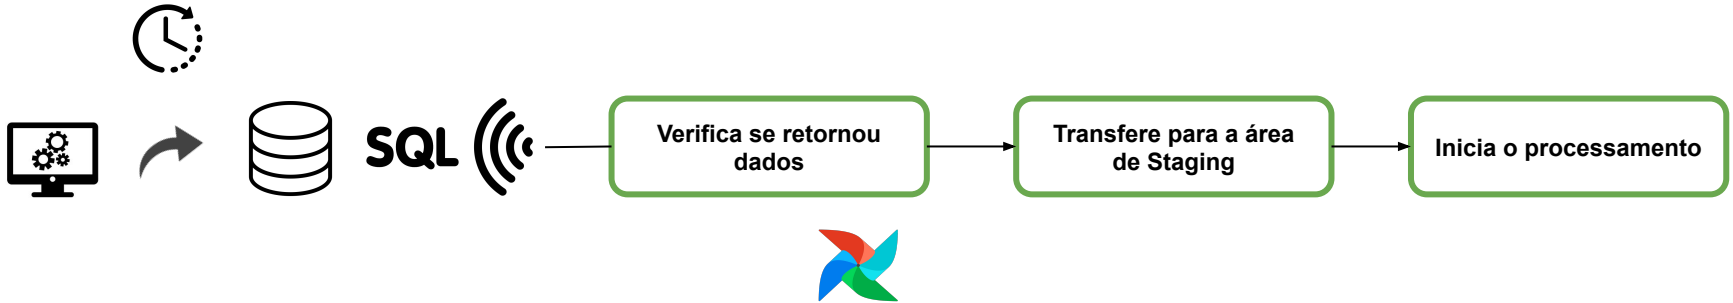 SQL
Verifica se retornou
dados
Transfere para a área
de Staging
Inicia o processamento